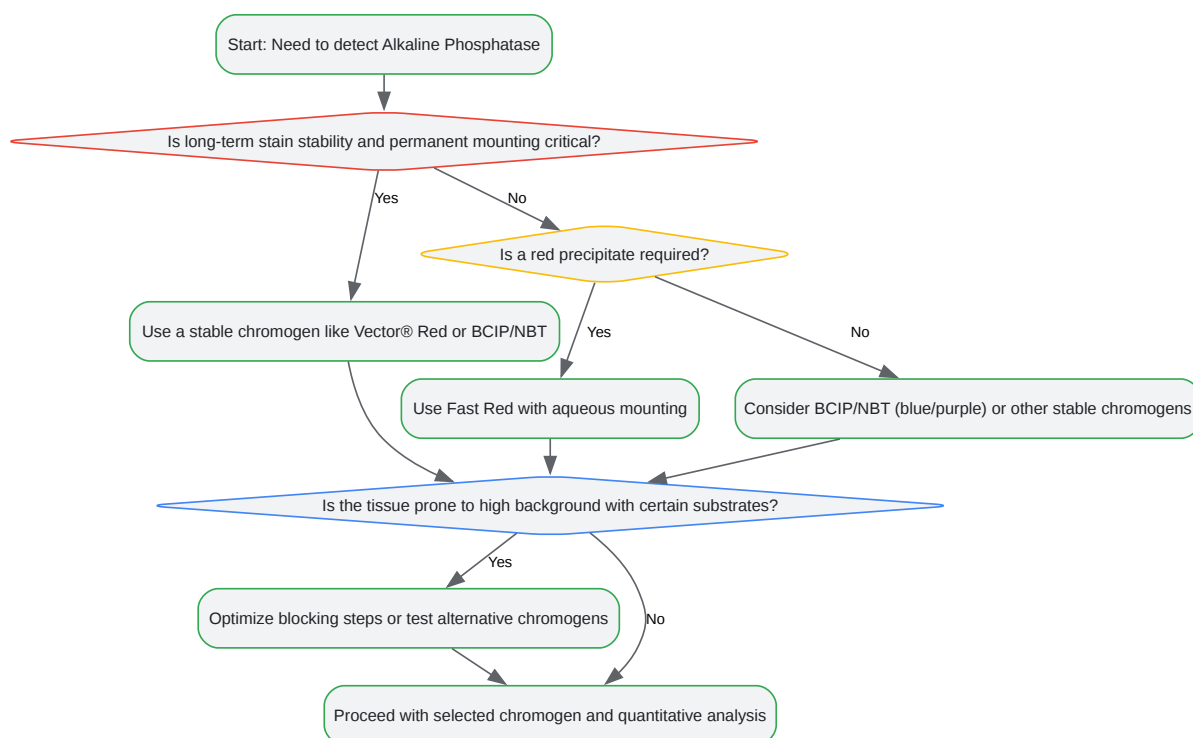 Start: Need to detect Alkaline Phosphatase
Is long-term stain stability and permanent mounting critical?
Yes
No
Is a red precipitate required?
Use a stable chromogen like Vector® Red or BCIP/NBT
Yes
No
Use Fast Red with aqueous mounting
Consider BCIP/NBT (blue/purple) or other stable chromogens
Is the tissue prone to high background with certain substrates?
Yes
Optimize blocking steps or test alternative chromogens
No
Proceed with selected chromogen and quantitative analysis